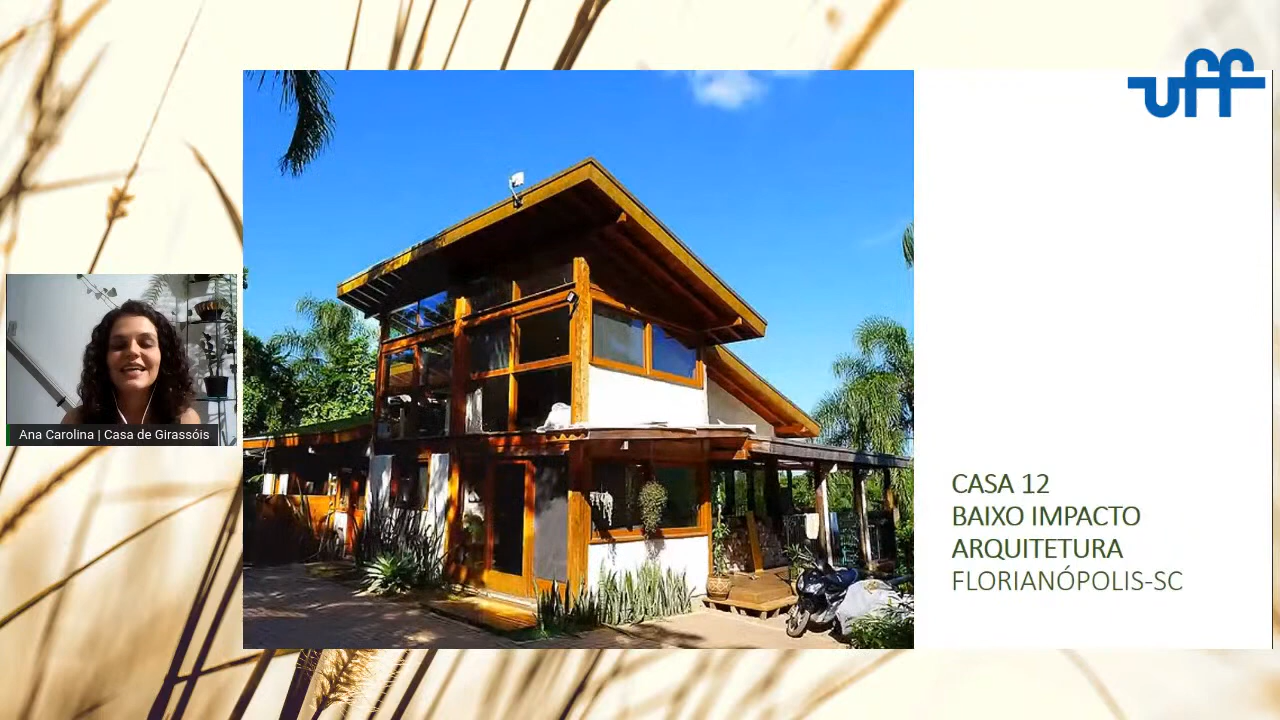 uff
Ana Carolina | Casa de Girassóis
CASA 12
BAIXO IMPACTO
ARQUITETURA
FLORIANÓPOLIS-SC